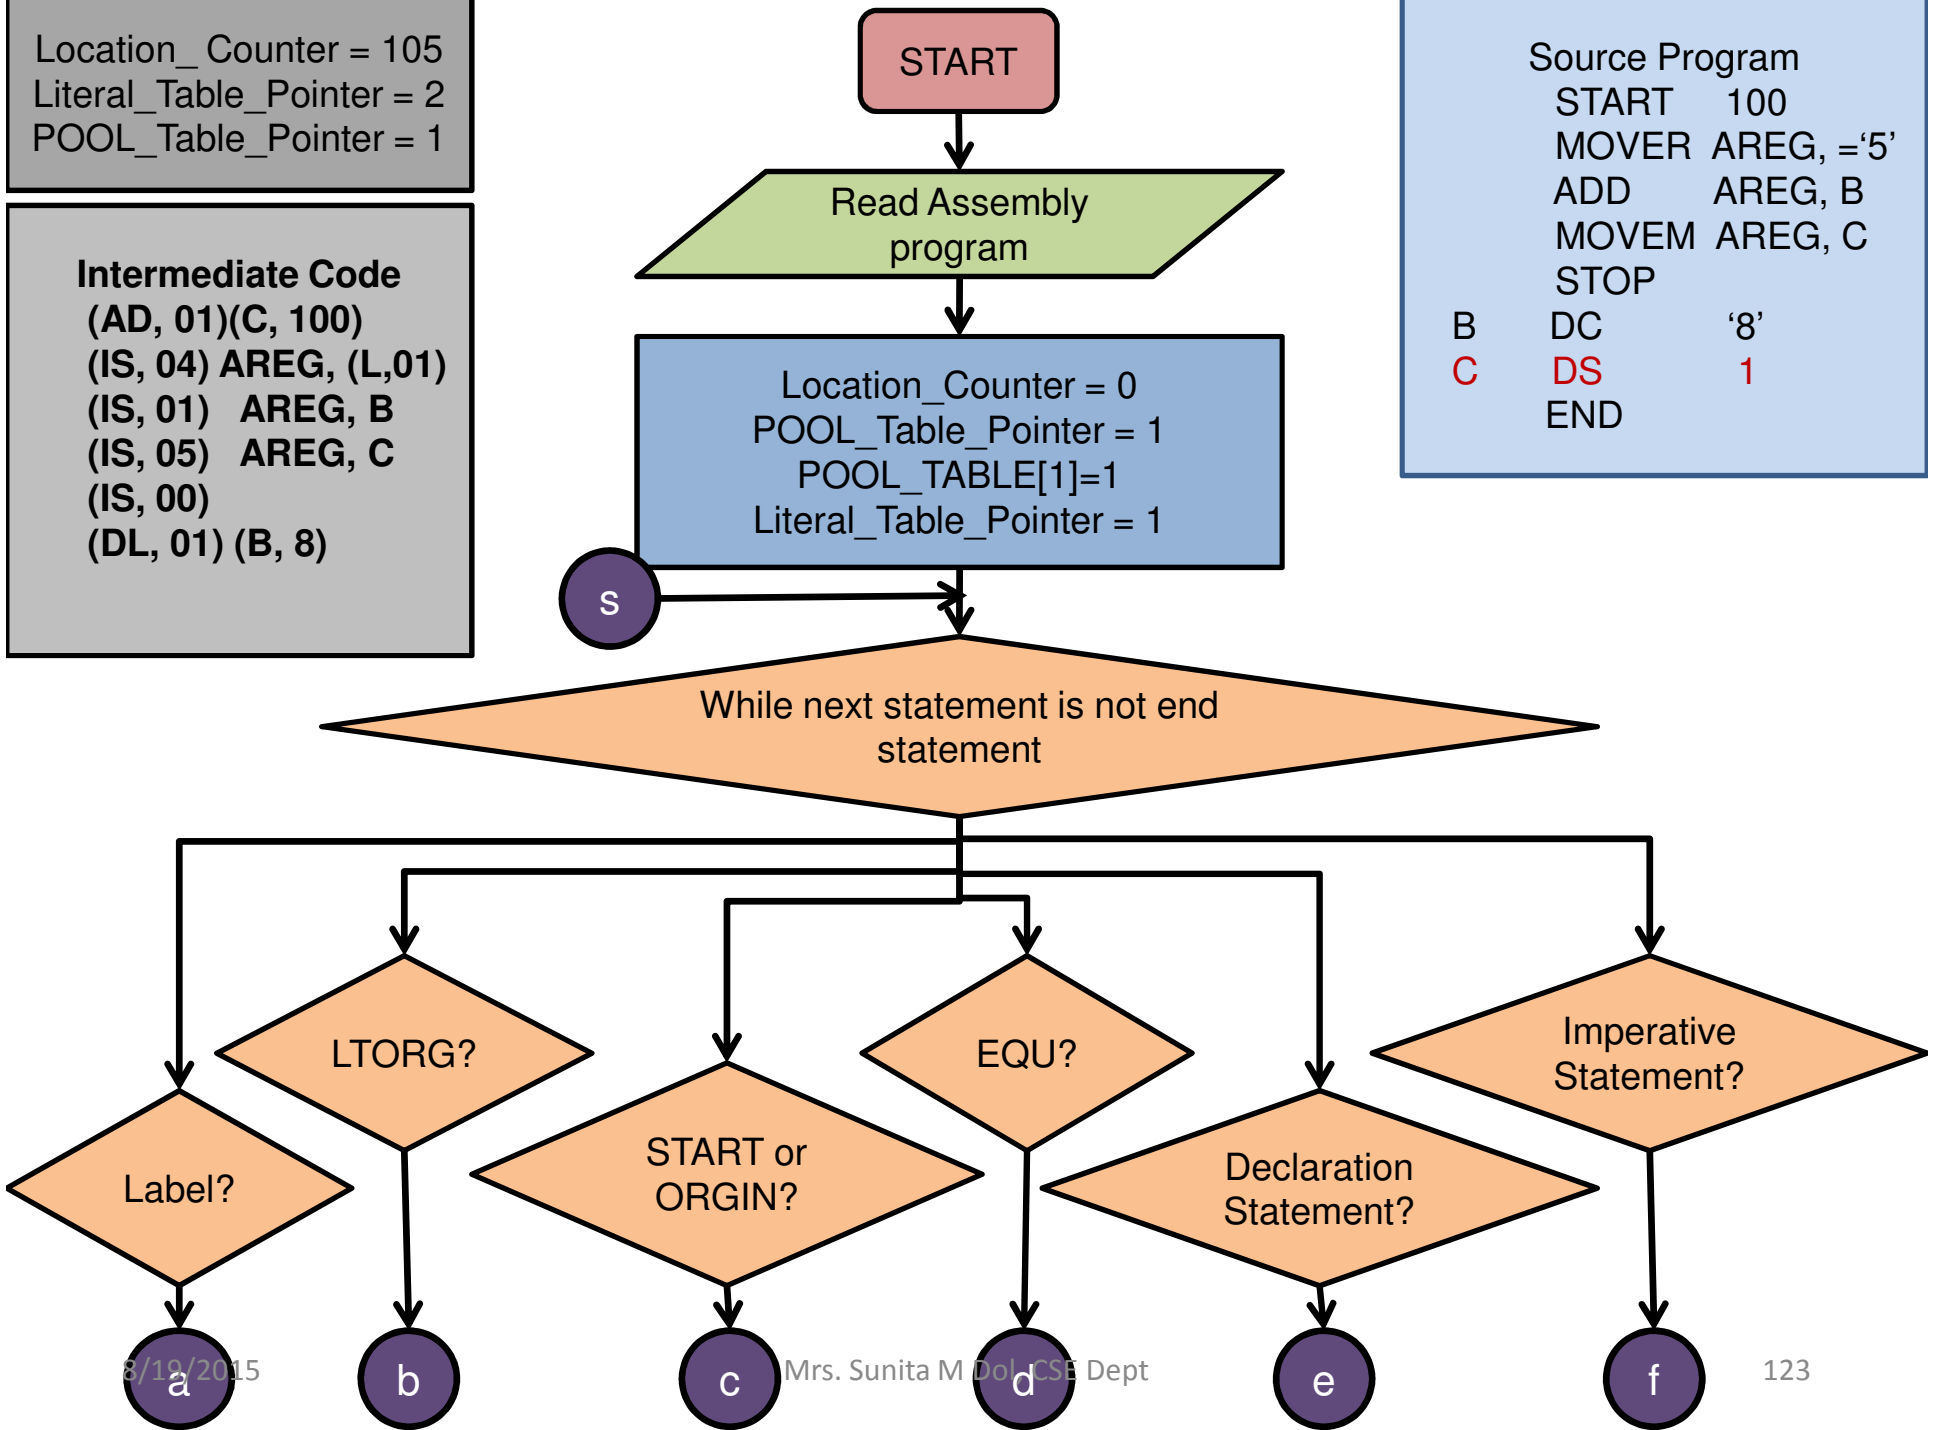 Location_ Counter = 105
Literal_Table_Pointer = 2
POOL_Table_Pointer = 1
Intermediate Code
(AD, 01)(C, 100)
(IS, 04) AREG, (L,01)
(IS, 01) AREG, B
(IS, 05) AREG, C
(IS, 00)
(DL, 01) (B, 8)
START
Read Assembly
program
Location_Counter = 0
POOL_Table_Pointer = 1
POOL_TABLE[1]=1
Literal_Table_Pointer = 1
s
Source Program
START 100
MOVER AREG, =‘5’
ADD AREG, B
MOVEM AREG, C
STOP
B DC ‘8’
C DS 1
END
While next statement is not end
statement
Label?
LTORG?
START or
ORGIN?
EQU?
Declaration
Statement?
Imperative
Statement?
a
b
c
d
e
f
8/19/2015
Mrs. Sunita M Dol, CSE Dept
123